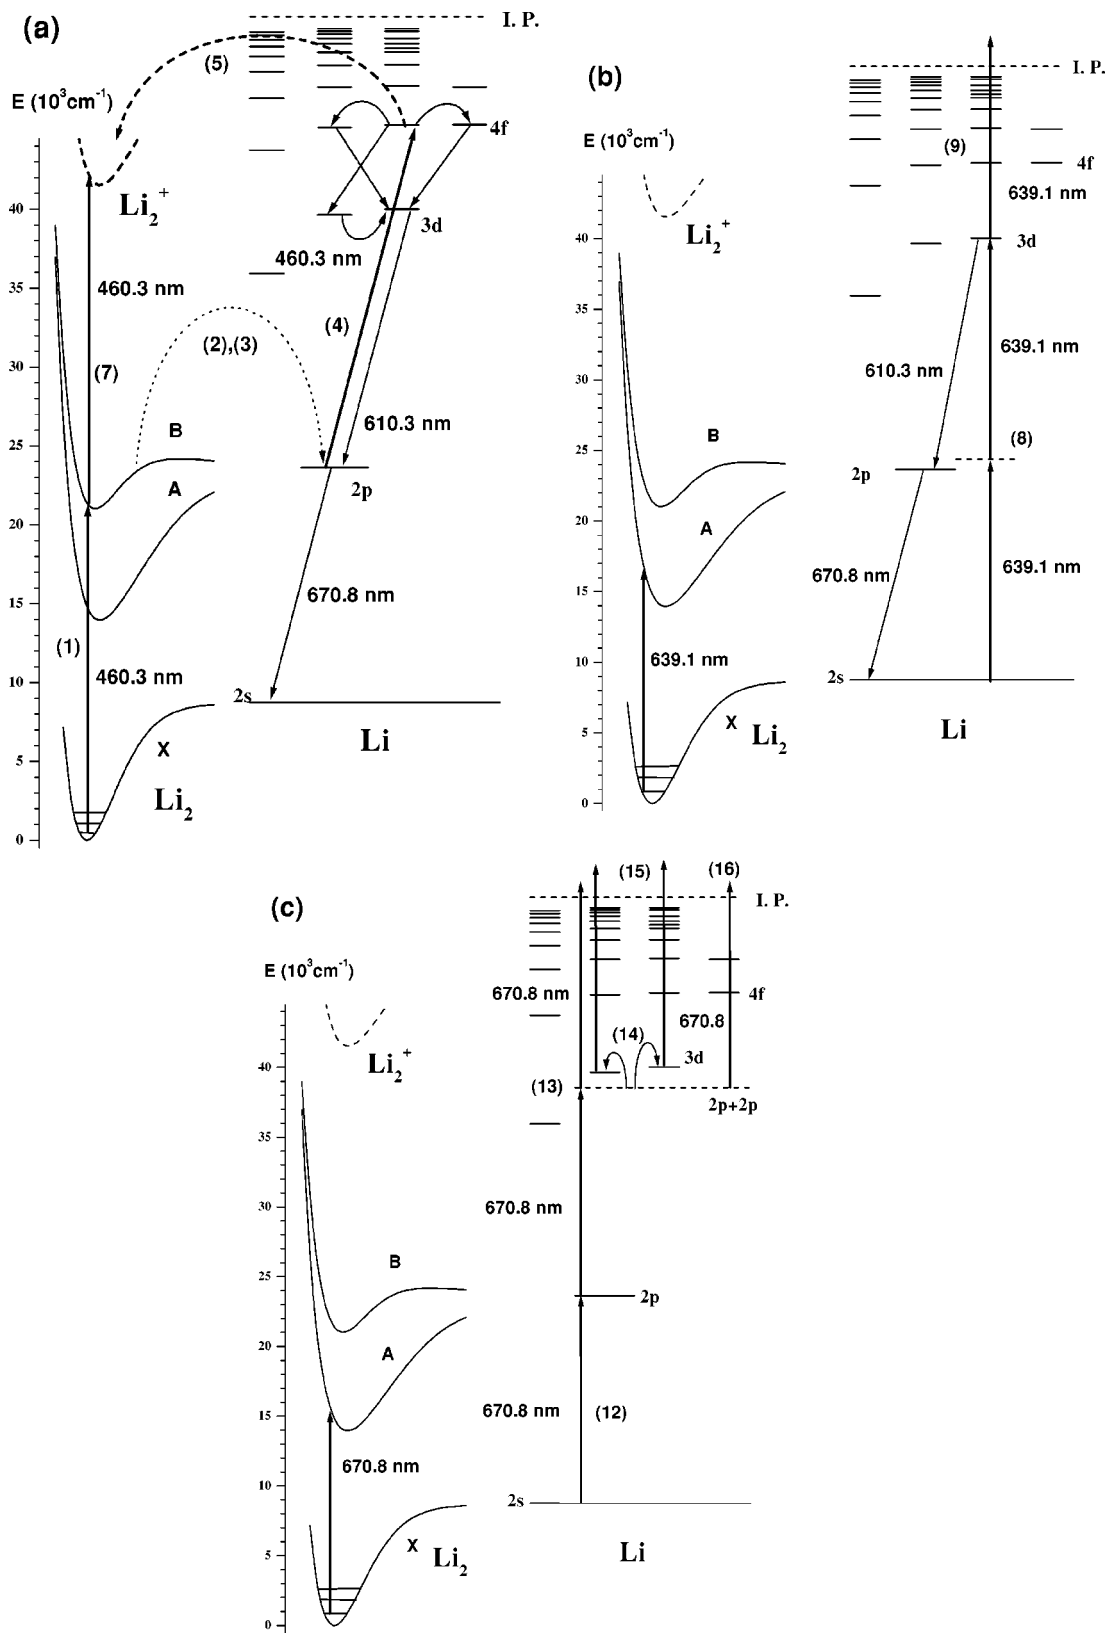 (a)
I. P.
(5)
E (10³cm⁻¹)
4f
Li₂⁺
40
3d
460.3 nm
35
460.3 nm
(4)
(2),(3)
30
(7)
610.3 nm
B
25
A
2p
20
670.8 nm
15
(1)
460.3 nm
10
2s
X
Li
5
Li₂
0
(b)
I. P.
E (10³cm⁻¹)
(9)
4f
639.1 nm
Li₂⁺
40
3d
35
639.1 nm
610.3 nm
30
B
(8)
25
2p
A
20
670.8 nm
639.1 nm
15
639.1 nm
10
2s
X
Li₂
Li
5
0
(c)
(15)
(16)
I. P.
E (10³cm⁻¹)
670.8 nm
4f
670.8
(14)
Li₂⁺
3d
40
(13)
2p+2p
35
670.8 nm
30
B
25
2p
A
20
670.8 nm
(12)
15
670.8 nm
10
2s
X
Li₂
Li
5
0